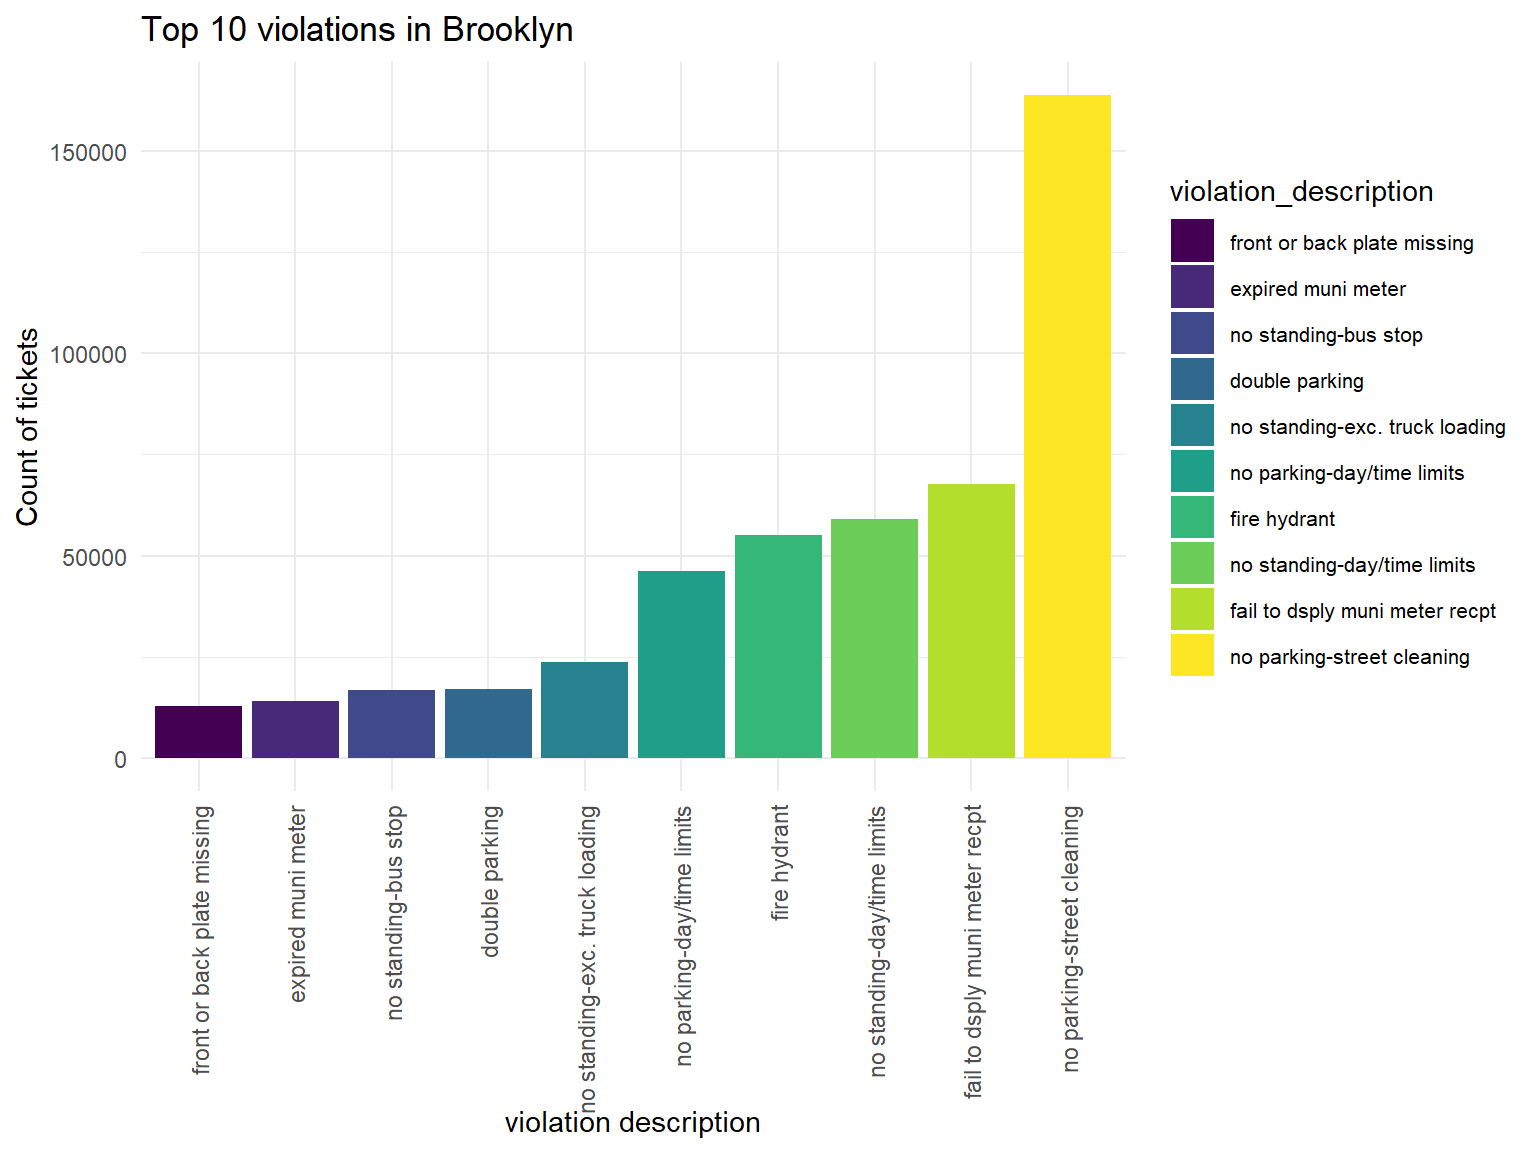 Top 10 violations in Brooklyn
Count of tickets
150000
100000
50000
0
front or back plate missing
expired muni meter
no standing-bus stop
double parking
no standing-exc. truck loading
no parking-day/time limits
fire hydrant
no standing-day/time limits
fail to dsply muni meter recpt
no parking-street cleaning
violation description
violation_description
front or back plate missing
expired muni meter
no standing-bus stop
double parking
no standing-exc. truck loading
no parking-day/time limits
fire hydrant
no standing-day/time limits
fail to dsply muni meter recpt
no parking-street cleaning